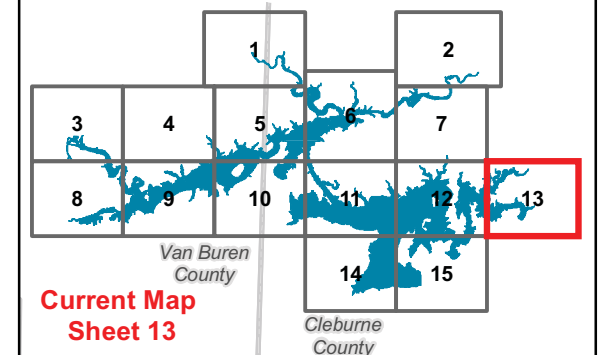 1 2
3 4 5 6 7
8 9 10 11 12 13
Van Buren
County
14 15
Current Map
Sheet 13
Cleburne
County